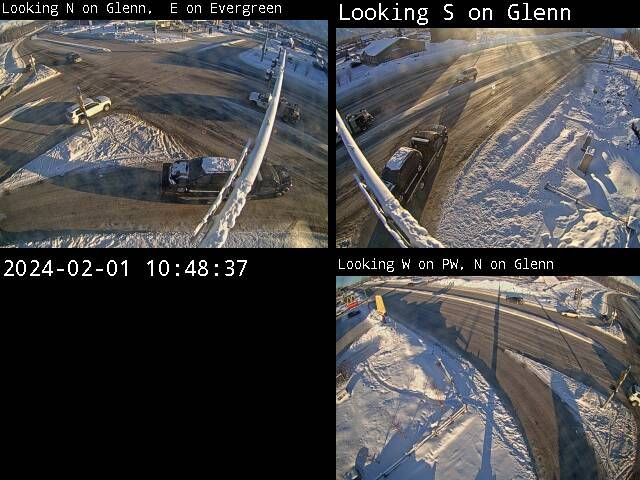 Looking N on Glenn,  E on Evergreen
Looking S on Glenn
2024-02-01 10:48:37
Looking W on PW, N on Glenn